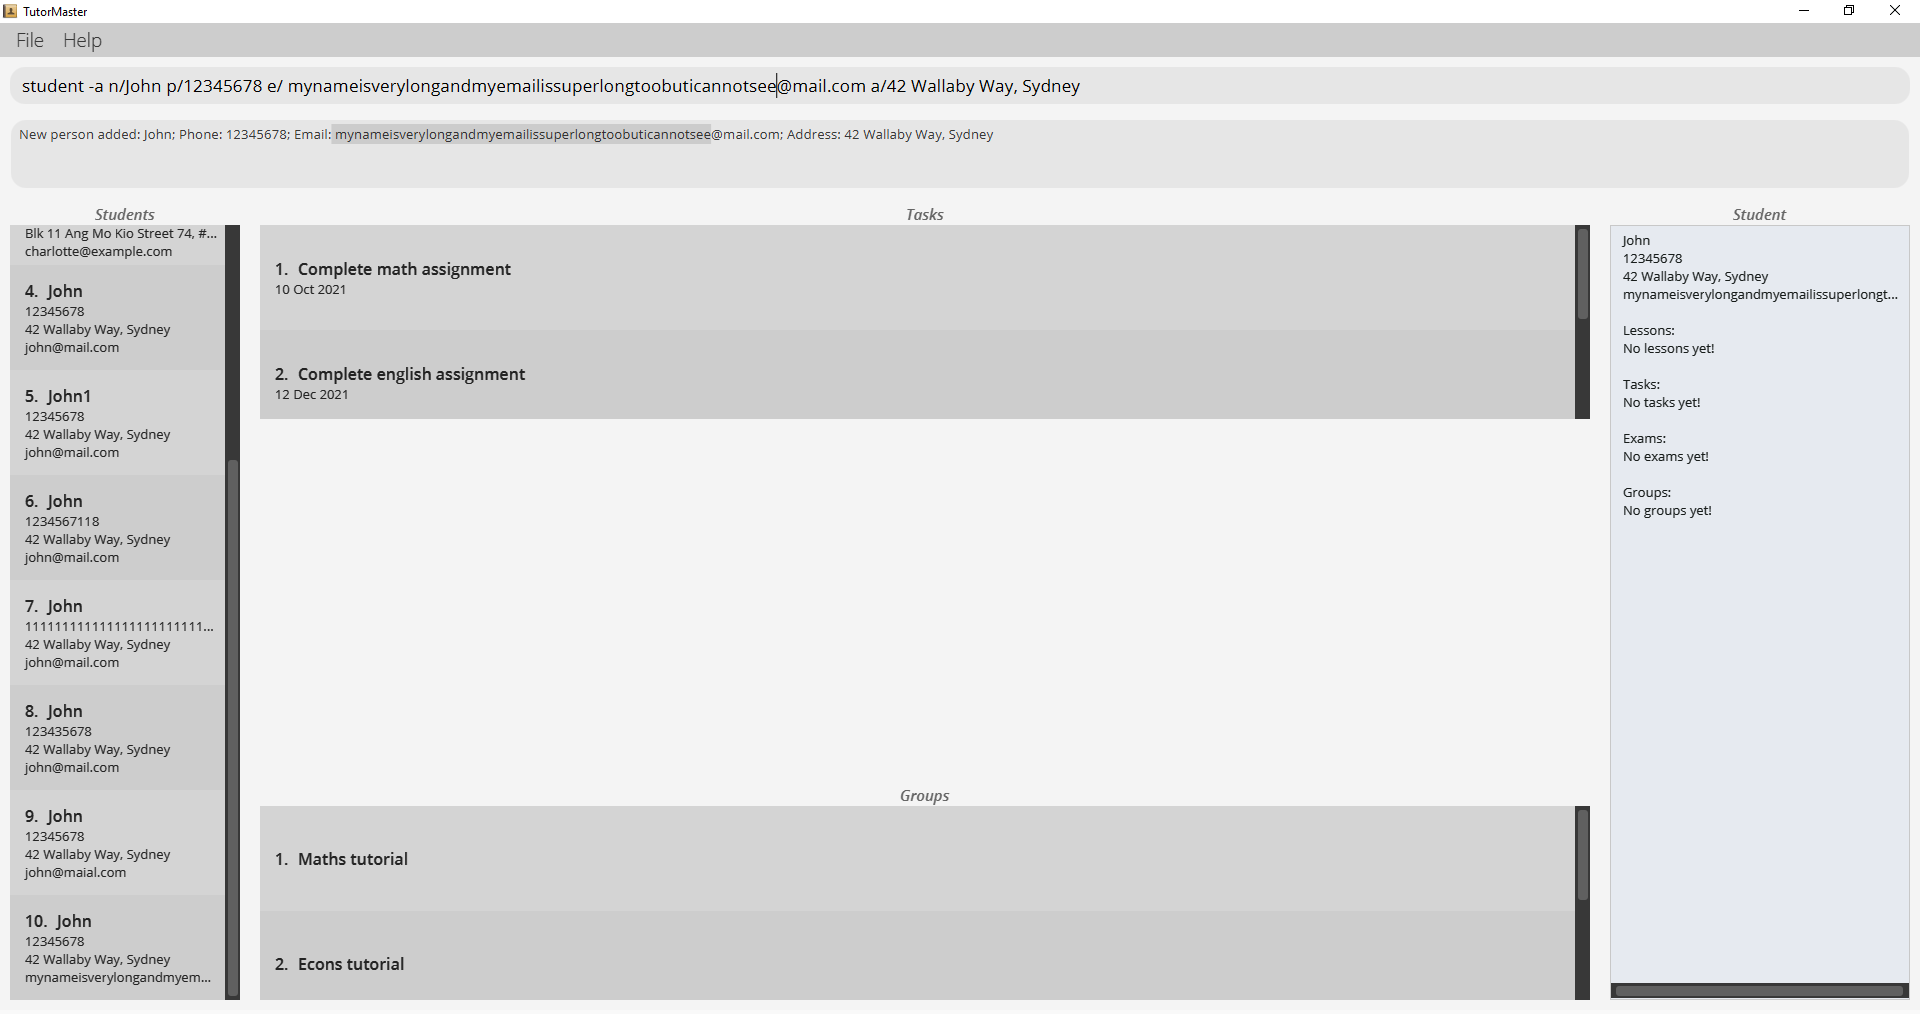 TutorMaster
File Help
student -a n/John p/12345678 e/ mynameisverylongandmyemailissuperlongtoobuticannotsee@mail.com a/42 Wallaby Way, Sydney
New person added: John; Phone: 12345678; Email: mynameisverylongandmyemailissuperlongtoobuticannotsee@mail.com; Address: 42 Wallaby Way, Sydney
Students
Blk 11 Ang Mo Kio Street 74, #...
charlotte@example.com
4. John
12345678
42 Wallaby Way, Sydney
john@mail.com
5. John1
12345678
42 Wallaby Way, Sydney
john@mail.com
6. John
1234567118
42 Wallaby Way, Sydney
john@mail.com
7. John
1111111111111111111111111...
42 Wallaby Way, Sydney
john@mail.com
8. John
123435678
42 Wallaby Way, Sydney
john@mail.com
9. John
12345678
42 Wallaby Way, Sydney
john@maial.com
10. John
12345678
42 Wallaby Way, Sydney
mynameisverylongandmyem...
Tasks
1. Complete math assignment
10 Oct 2021
2. Complete english assignment
12 Dec 2021
Groups
1. Maths tutorial
2. Econs tutorial
Student
John
12345678
42 Wallaby Way, Sydney
mynameisverylongandmyemailissuperlongt...
Lessons:
No lessons yet!
Tasks:
No tasks yet!
Exams:
No exams yet!
Groups:
No groups yet!